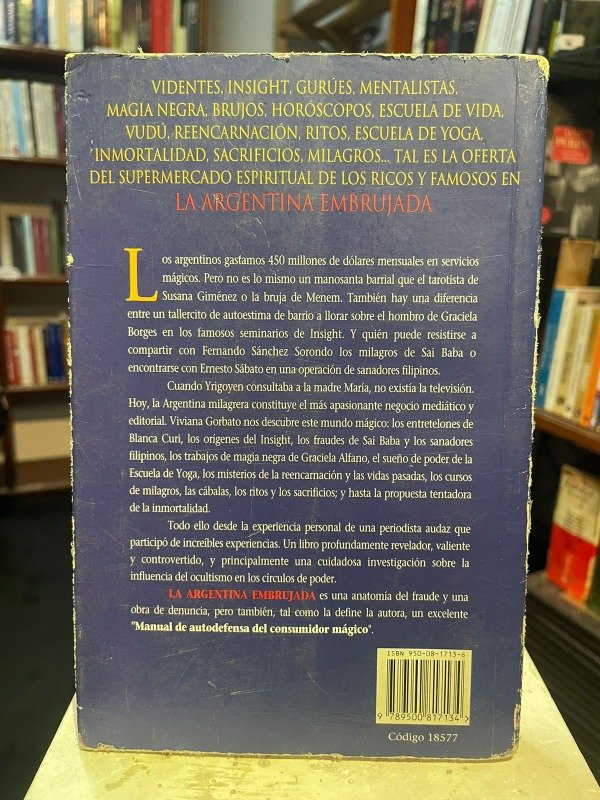 VIDENTES, INSIGHT, GURÚES, MENTALISTAS,
MAGIA NEGRA, BRUJOS, HORÓSCOPOS, ESCUELA DE VIDA,
VUDÚ, REENCARNACIÓN, RITOS, ESCUELA DE YOGA,
INMORTALIDAD, SACRIFICIOS, MILAGROS... TAL ES LA OFERTA
DEL SUPERMERCADO ESPIRITUAL DE LOS RICOS Y FAMOSOS EN
LA ARGENTINA EMBRUJADA
Los argentinos gastamos 450 millones de dólares mensuales en servicios
mágicos. Pero no es lo mismo un manosanta barrial que el tarotista de
Susana Giménez o la bruja de Menem. También hay una diferencia
entre un tallercito de autoestima de barrio a llorar sobre el hombro de Graciela
Borges en los famosos seminarios de Insight. Y quién puede resistirse a
compartir con Fernando Sánchez Sorondo los milagros de Sai Baba o
encontrarse con Ernesto Sábato en una operación de sanadores filipinos.
Cuando Yrigoyen consultaba a la madre María, no existía la televisión.
Hoy, la Argentina milagrera constituye el más apasionante negocio mediático y
editorial. Viviana Gorbato nos descubre este mundo mágico: los entretelones de
Blanca Curi, los orígenes del Insight, los fraudes de Sai Baba y los sanadores
filipinos, los trabajos de magia negra de Graciela Alfano, el sueño de poder de la
Escuela de Yoga, los misterios de la reencarnación y las vidas pasadas, los cursos
de milagros, las cábalas, los ritos y los sacrificios; y hasta la propuesta tentadora
de la inmortalidad.
Todo ello desde la experiencia personal de una periodista audaz que
participó de increíbles experiencias. Un libro profundamente revelador, valiente
y controvertido, y principalmente una cuidadosa investigación sobre la
influencia del ocultismo en los círculos de poder.
LA ARGENTINA EMBRUJADA es una anatomía del fraude y una
obra de denuncia, pero también, tal como la define la autora, un excelente
"Manual de autodefensa del consumidor mágico".
ISBN 950-08-1713-6
9 789500 817134
Código 18577